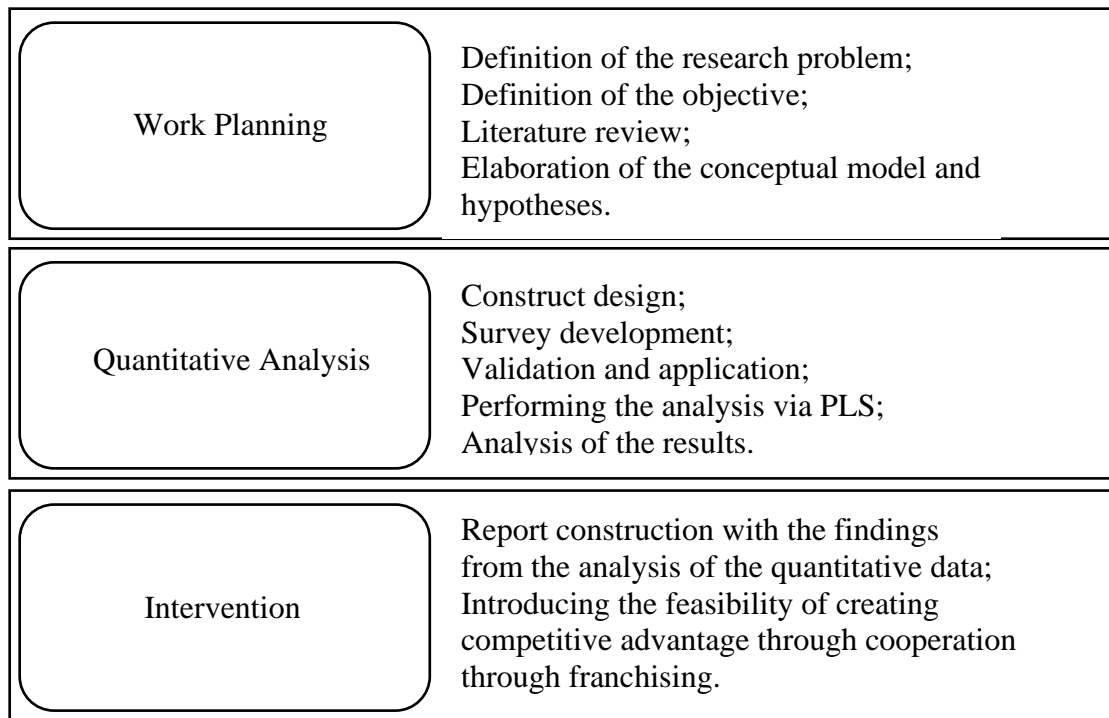 Work Planning
Definition of the research problem;
Definition of the objective;
Literature review;
Elaboration of the conceptual model and
hypotheses.
Quantitative Analysis
Construct design;
Survey development;
Validation and application;
Performing the analysis via PLS;
Analysis of the results.
Intervention
Report construction with the findings
from the analysis of the quantitative data;
Introducing the feasibility of creating
competitive advantage through cooperation
through franchising.